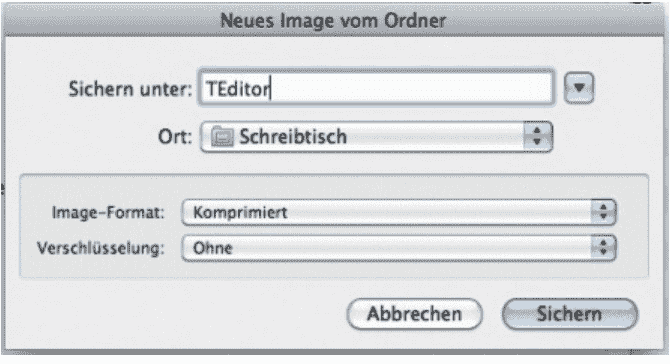 Neues Image vom Ordner
Sichern unter: TEditor
Ort: Schreibtisch
Image-Format: Komprimiert
Verschlüsselung: Ohne
Abbrechen Sichern